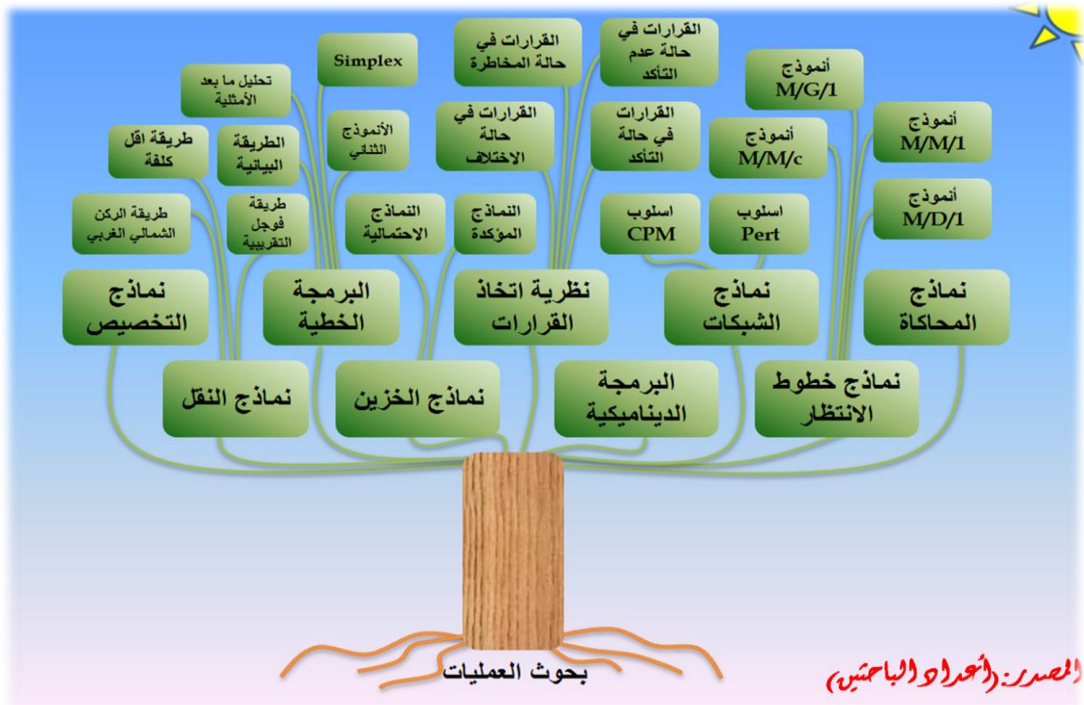 Simplex
القرارات في
حالة المخاطرة
القرارات في
حالة عدم
التأكد
أنموذج
M/G/1
تحليل ما بعد
الأمثلية
طريقة اقل
كلفة
الطريقة
البيانية
الأنموذج
الثنائي
القرارات في
حالة
الاختلاف
القرارات
في حالة
التأكد
أنموذج
M/M/c
أنموذج
M/M/1
طريقة الركن
الشمالي الغربي
طريقة
فوجل
التقريبية
النماذج
الاحتمالية
النماذج
المؤكدة
اسلوب
CPM
اسلوب
Pert
أنموذج
M/D/1
نماذج
التخصيص
البرمجة
الخطية
نظرية اتخاذ
القرارات
نماذج
الشبكات
نماذج
المحاكاة
نماذج النقل
نماذج الخزين
البرمجة
الديناميكية
نماذج خطوط
الانتظار
بحوث العمليات
المصدر: (أعداد الباحثين)